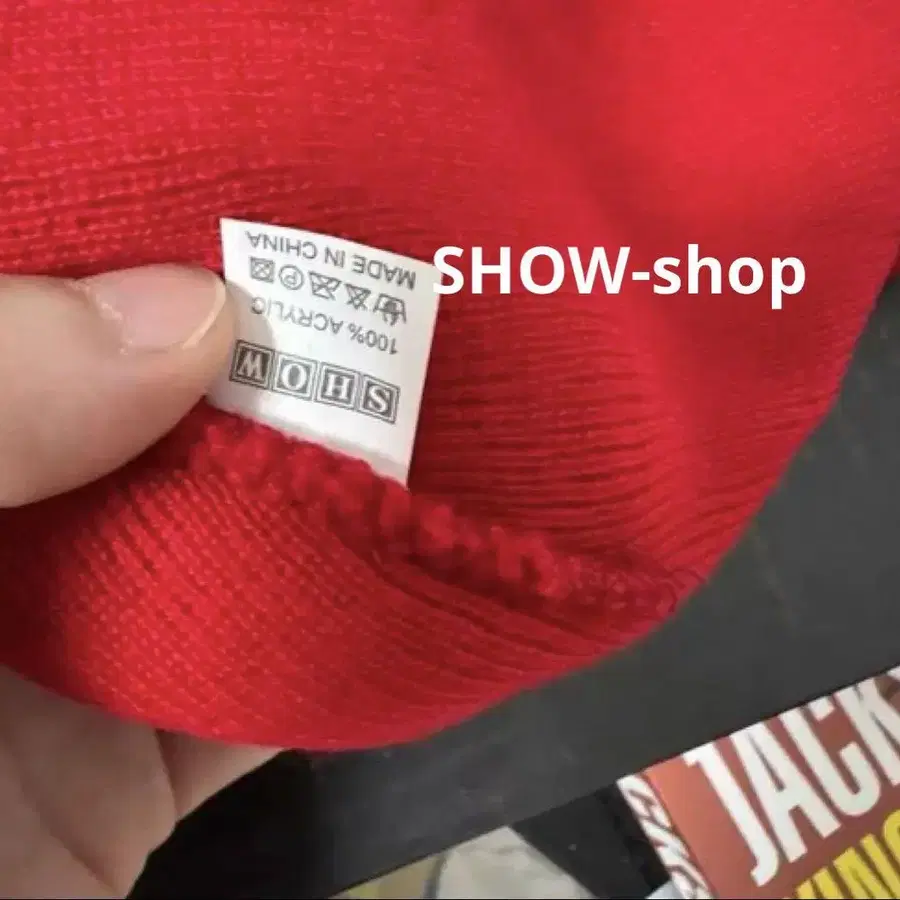 SHOW-shop
SHOW
100% ACRYLIC
MADE IN CHINA
JACK